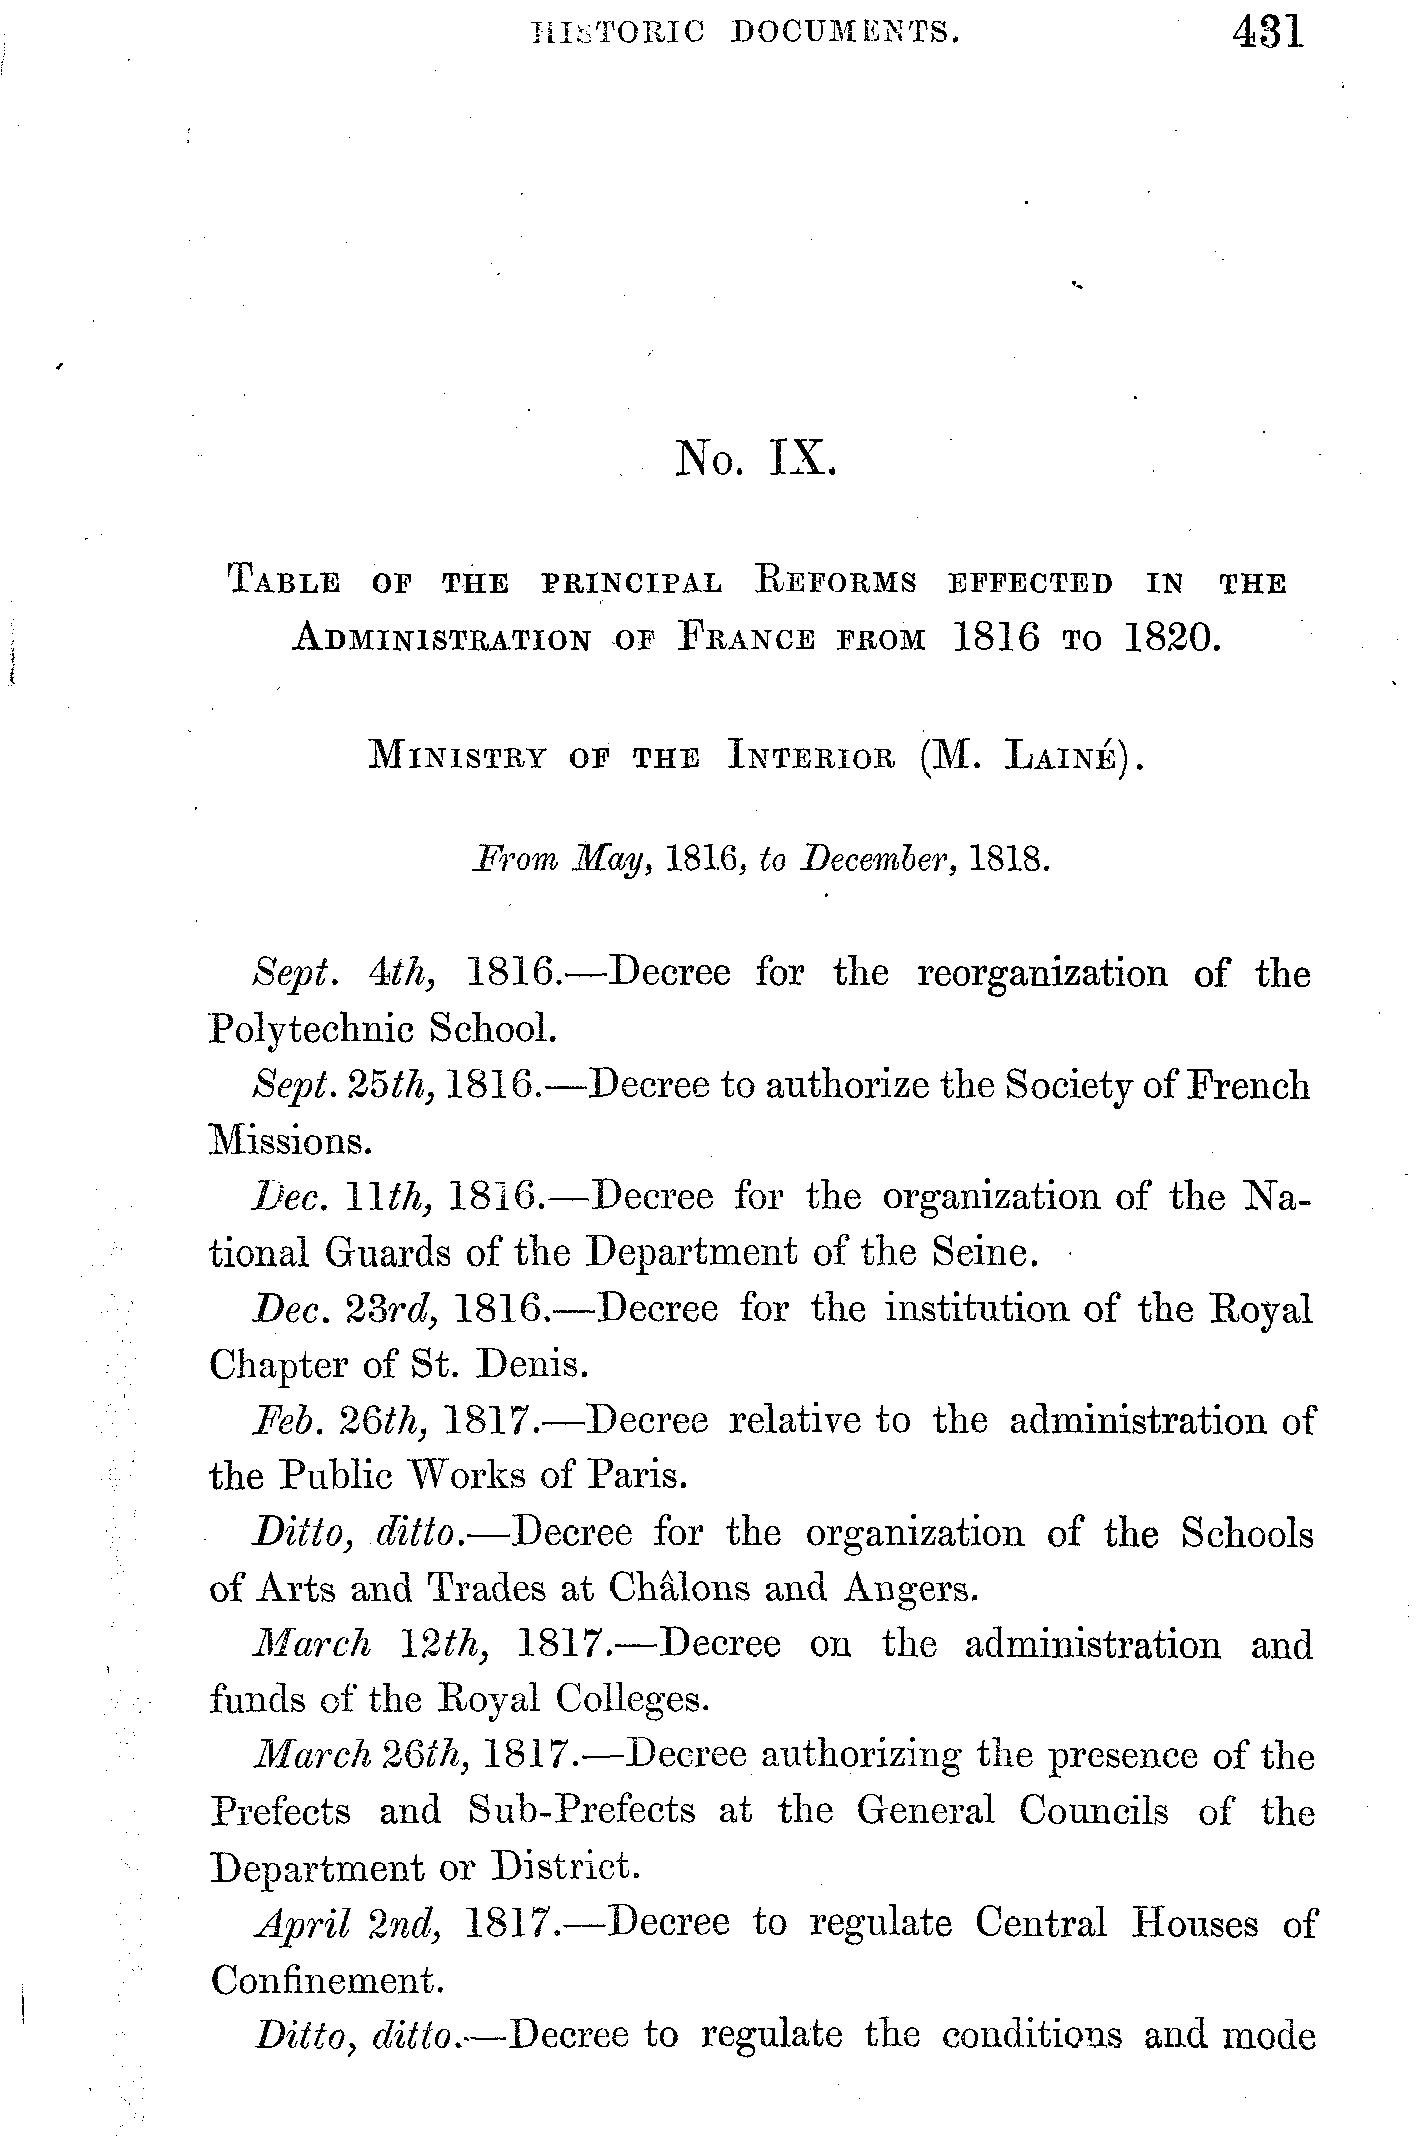 HISTORIC DOCUMENTS. 431
No. IX.
TABLE OF THE PRINCIPAL REFORMS EFFECTED IN THE
ADMINISTRATION OF FRANCE FROM 1816 TO 1820.
MINISTRY OF THE INTERIOR (M. LAINÉ).
From May, 1816, to December, 1818.
Sept. 4th, 1816.—Decree for the reorganization of the
Polytechnic School.
Sept. 25th, 1816.—Decree to authorize the Society of French
Missions.
Dec. 11th, 1816.—Decree for the organization of the Na-
tional Guards of the Department of the Seine.
Dec. 23rd, 1816.—Decree for the institution of the Royal
Chapter of St. Denis.
Feb. 26th, 1817.—Decree relative to the administration of
the Public Works of Paris.
Ditto, ditto.—Decree for the organization of the Schools
of Arts and Trades at Châlons and Angers.
March 12th, 1817.—Decree on the administration and
funds of the Royal Colleges.
March 26th, 1817.—Decree authorizing the presence of the
Prefects and Sub-Prefects at the General Councils of the
Department or District.
April 2nd, 1817.—Decree to regulate Central Houses of
Confinement.
Ditto, ditto.—Decree to regulate the conditions and mode